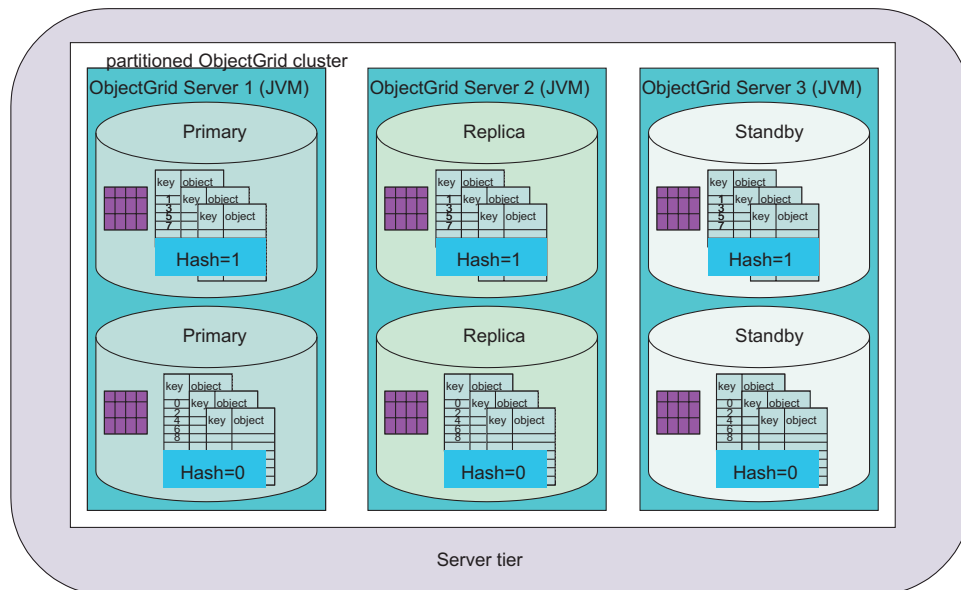 partitioned ObjectGrid cluster
ObjectGrid Server 1 (JVM)
Primary
key object
1 key object
3
5 key object
7
Hash=1
Primary
key object
0 key object
2
4 key object
6
8
Hash=0
ObjectGrid Server 2 (JVM)
Replica
key object
1 key object
3
5 key object
7
Hash=1
Replica
key object
0 key object
2
4 key object
6
8
Hash=0
ObjectGrid Server 3 (JVM)
Standby
key object
1 key object
3
5 key object
7
Hash=1
Standby
key object
0 key object
2
4 key object
6
8
Hash=0
Server tier